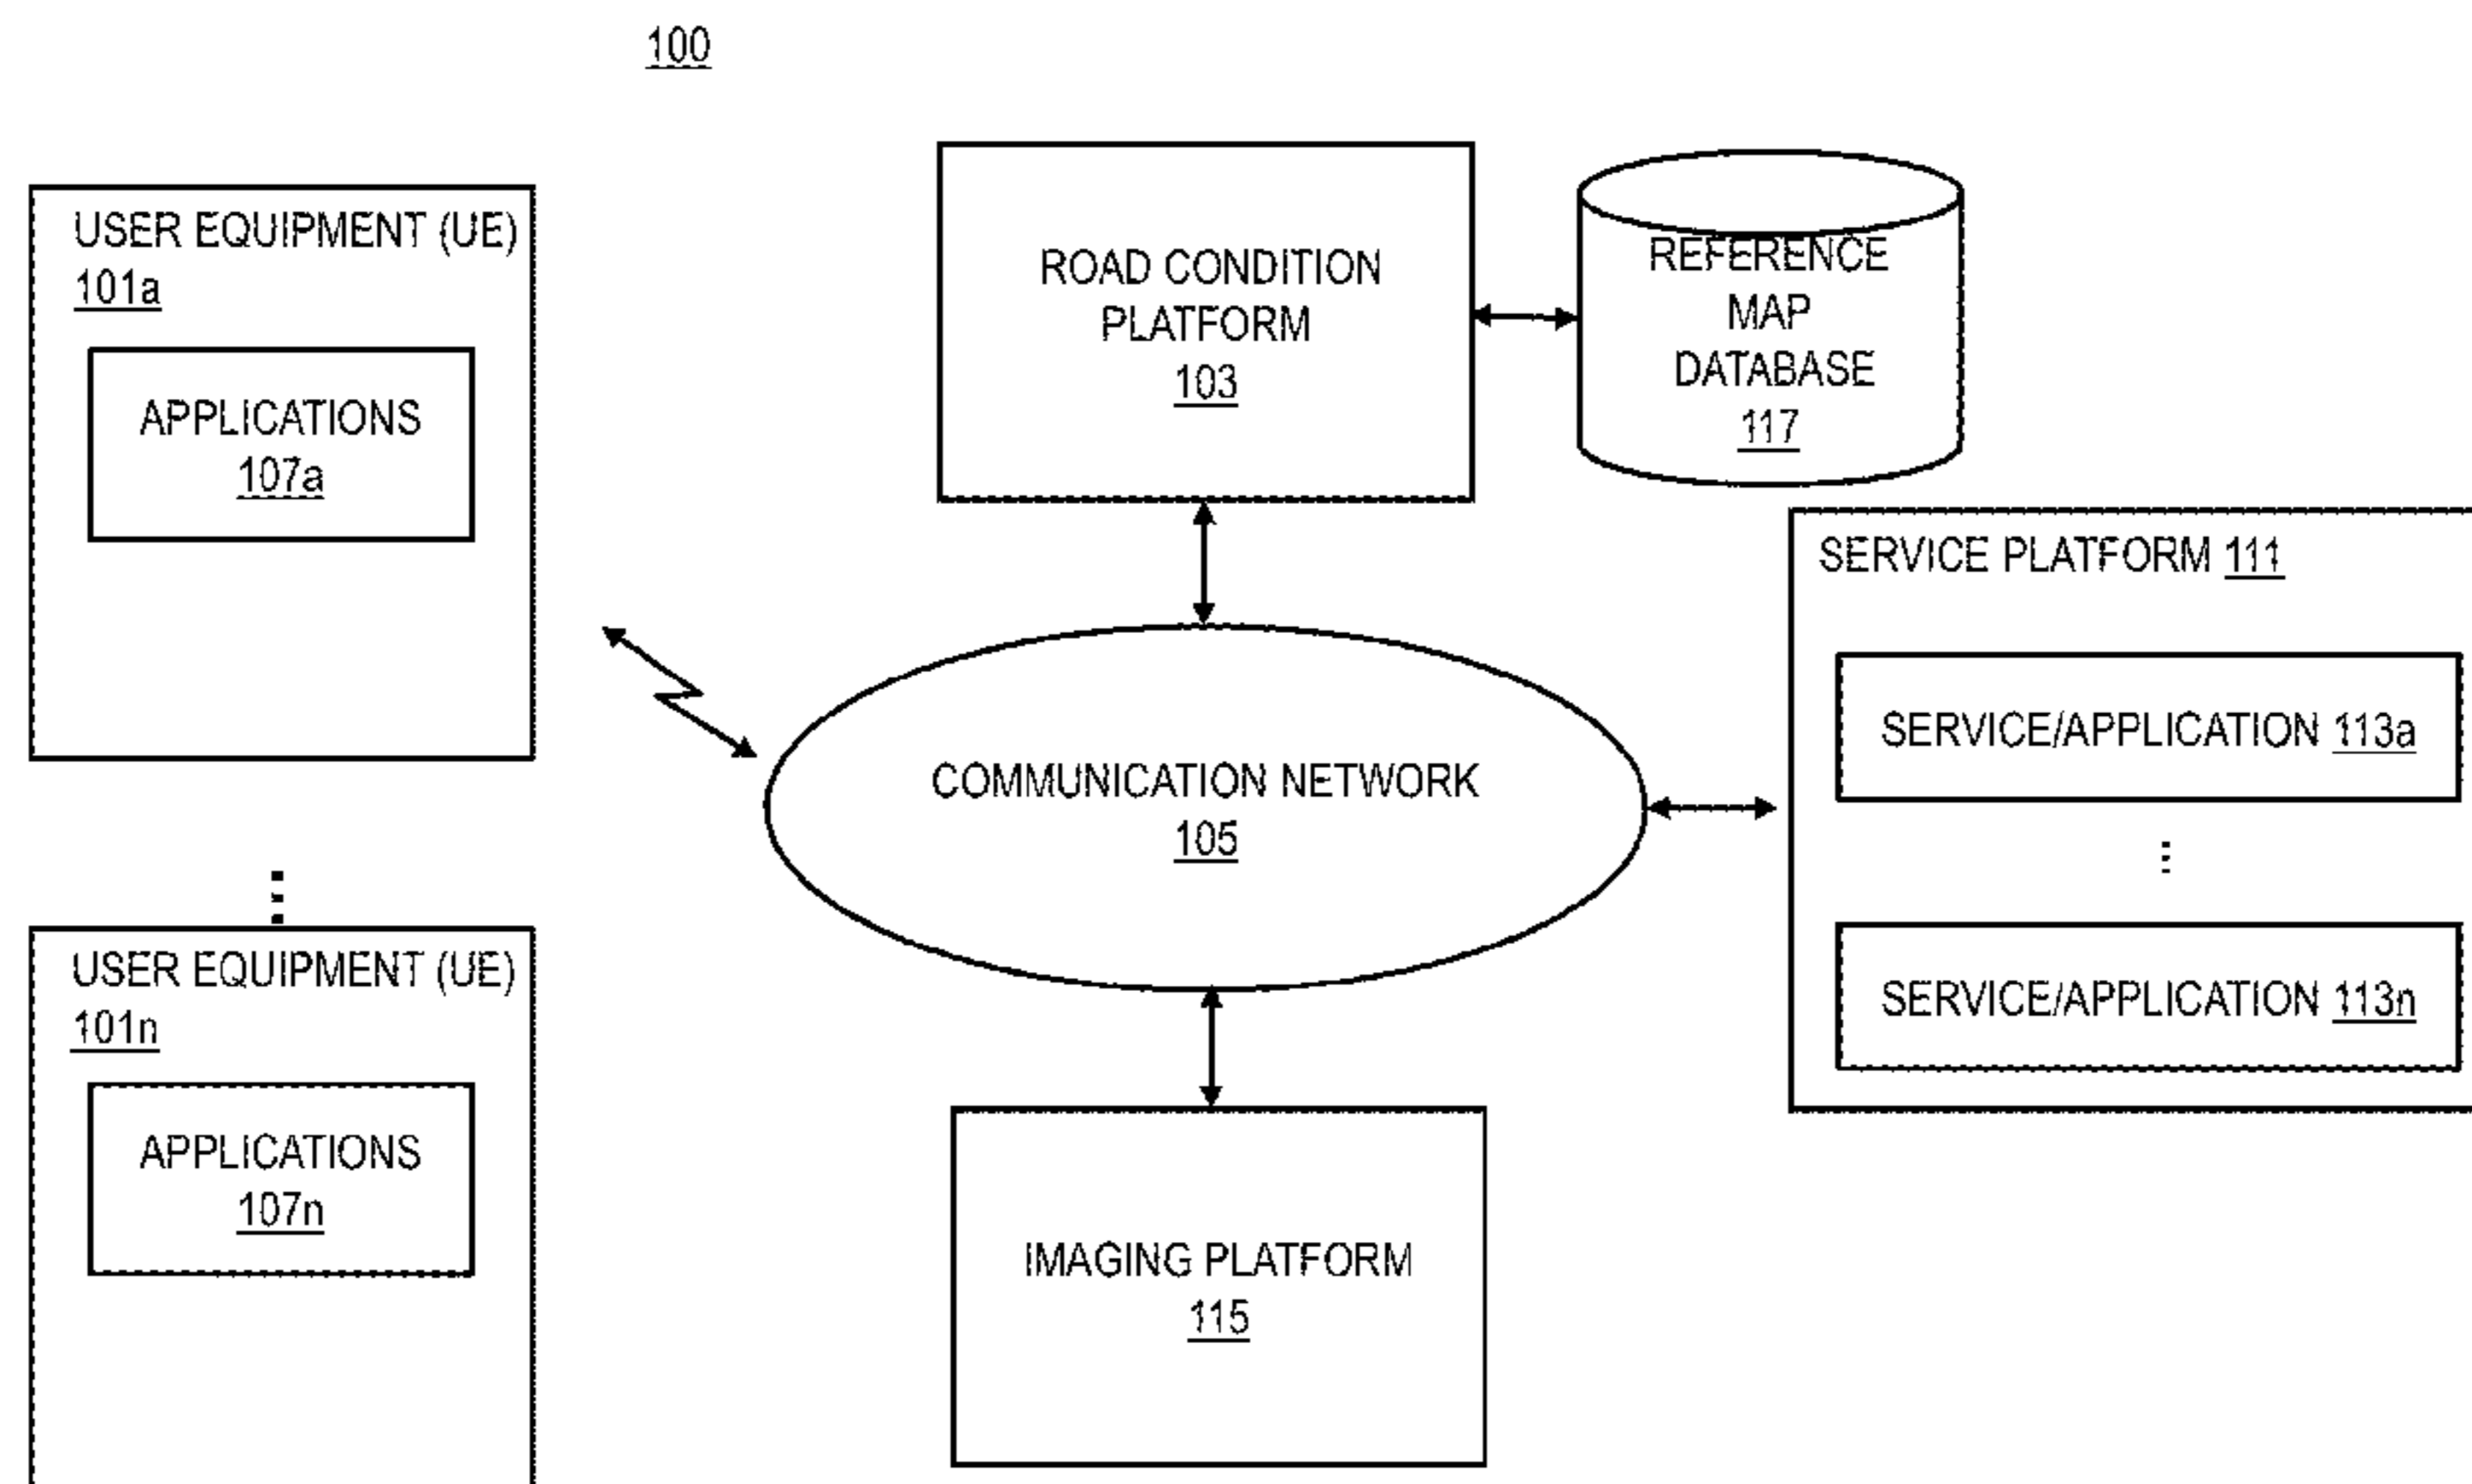 100
USER EQUIPMENT (UE)
101a
APPLICATIONS
107a
ROAD CONDITION
PLATFORM
103
REFERENCE
MAP
DATABASE
117
SERVICE PLATFORM 111
SERVICE/APPLICATION 113a
SERVICE/APPLICATION 113n
COMMUNICATION NETWORK
105
USER EQUIPMENT (UE)
101n
APPLICATIONS
107n
IMAGING PLATFORM
115